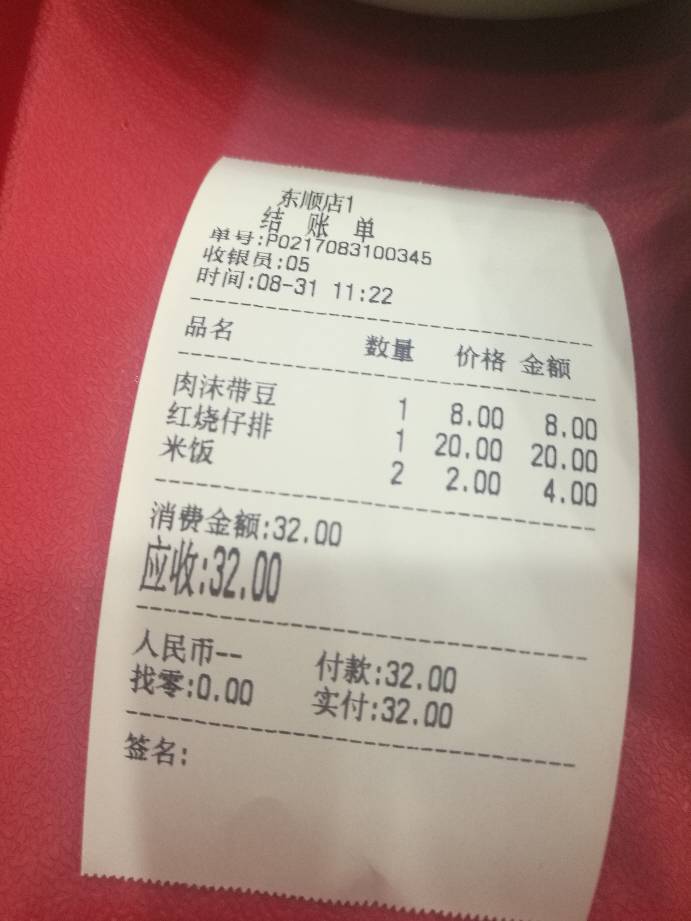 东顺店1
结 账 单
单号:P0217083100345
收银员:05
时间:08-31 11:22
品名 数量 价格 金额
肉沫带豆 1 8.00 8.00
红烧仔排 1 20.00 20.00
米饭 2 2.00 4.00
消费金额:32.00
应收:32.00
人民币-- 付款:32.00
找零:0.00 实付:32.00
签名: